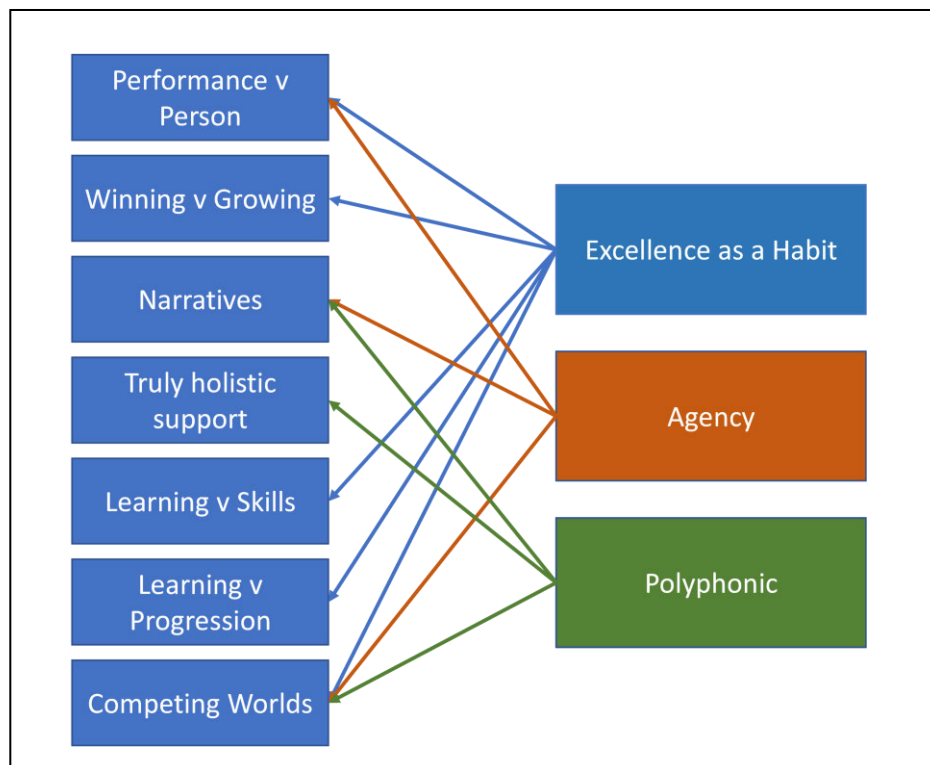 Performance v
Person
Winning v Growing
Narratives
Truly holistic
support
Learning v Skills
Learning v
Progression
Competing Worlds
Excellence as a Habit
Agency
Polyphonic